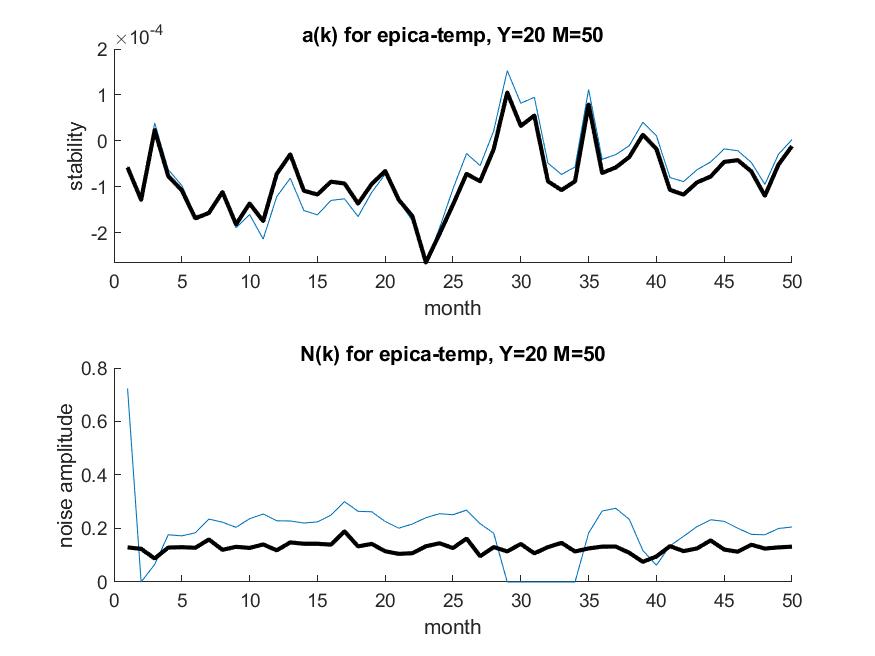 ×10-4
a(k) for epica-temp, Y=20 M=50
2
1
0
-1
-2
stability
0 5 10 15 20 25 30 35 40 45 50
month
N(k) for epica-temp, Y=20 M=50
0.8
0.6
0.4
0.2
0
noise amplitude
0 5 10 15 20 25 30 35 40 45 50
month